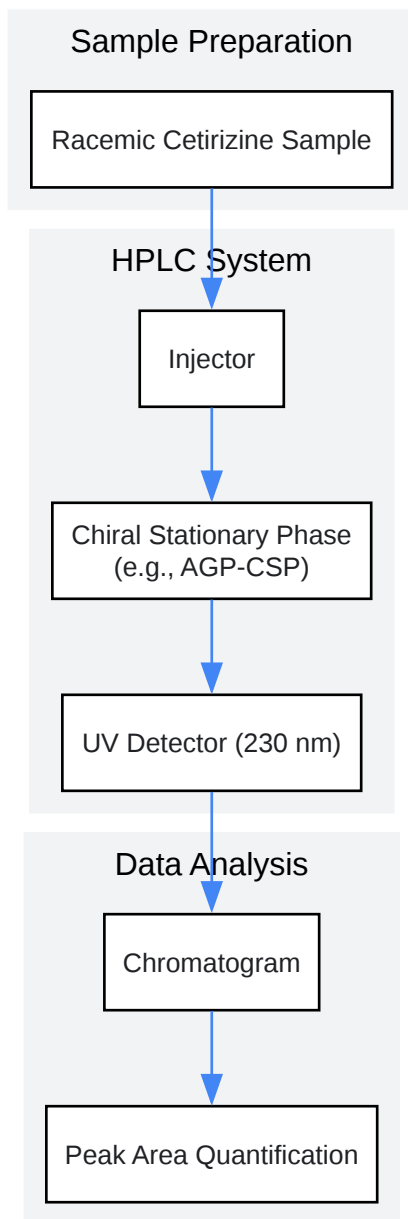 Sample Preparation
Racemic Cetirizine Sample
HPLC System
Injector
Chiral Stationary Phase
(e.g., AGP-CSP)
UV Detector (230 nm)
Data Analysis
Chromatogram
Peak Area Quantification